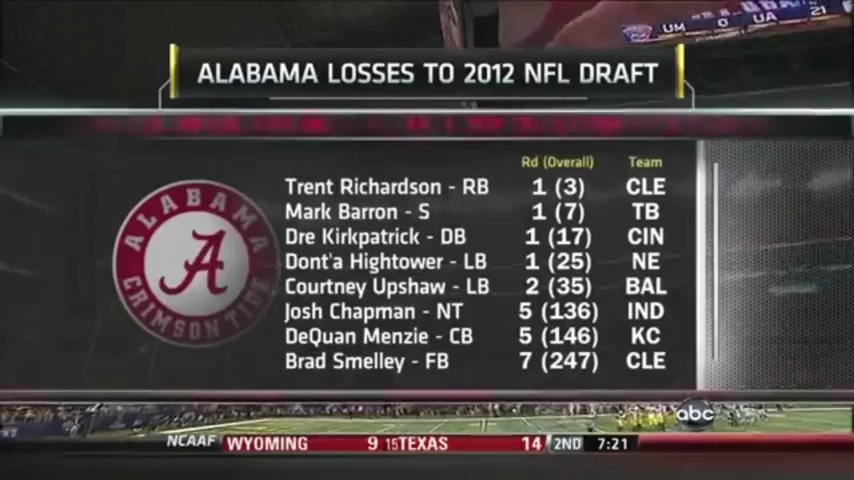 UM 0 UA 21
ALABAMA LOSSES TO 2012 NFL DRAFT
Rd (Overall) Team
Trent Richardson - RB 1 (3) CLE
Mark Barron - S 1 (7) TB
Dre Kirkpatrick - DB 1 (17) CIN
Dont'a Hightower - LB 1 (25) NE
Courtney Upshaw - LB 2 (35) BAL
Josh Chapman - NT 5 (136) IND
DeQuan Menzie - CB 5 (146) KC
Brad Smelley - FB 7 (247) CLE
ALABAMA
A
CRIMSON TIDE
abc
NCAAF WYOMING 9 15 TEXAS 14 2ND 7:21